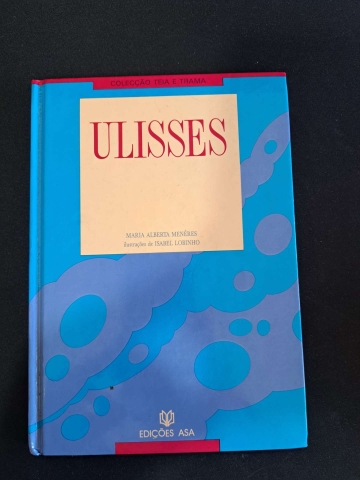 COLECÇÃO TEIA E TRAMA
ULISSES
MARIA ALBERTA MENÉRES
ilustrações de ISABEL LOBINHO
EDIÇÕES ASA